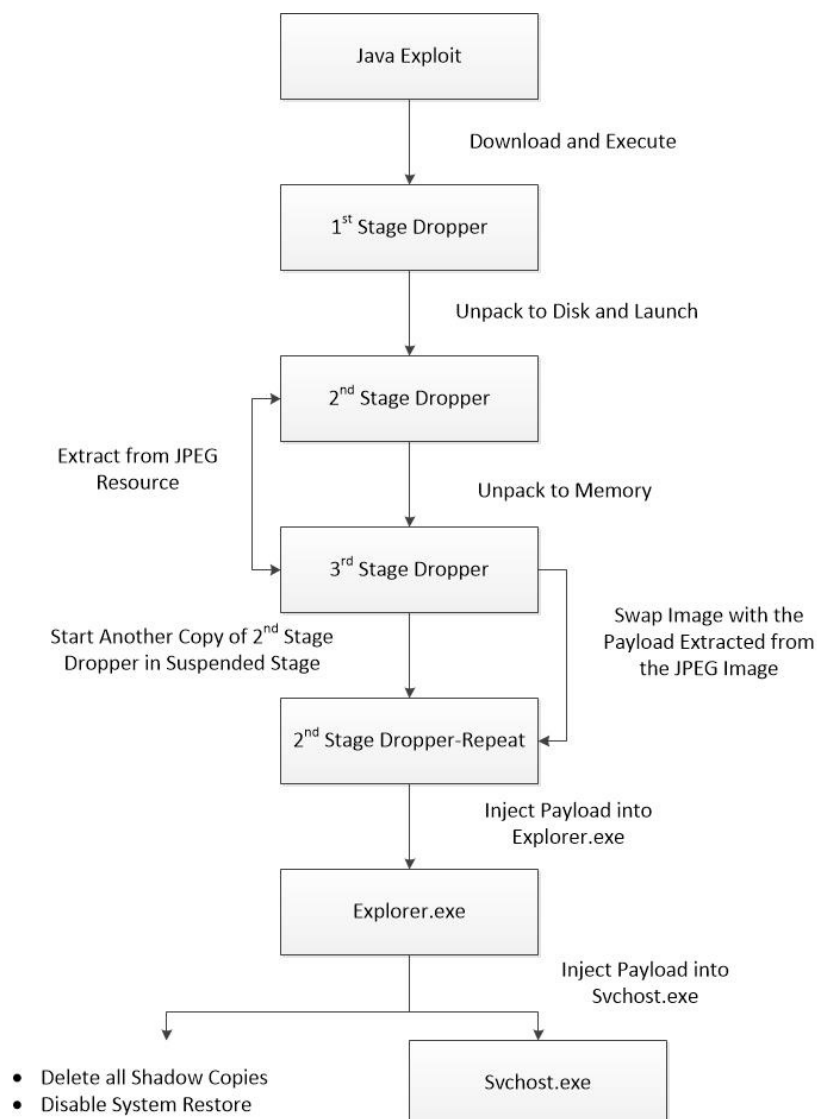 Java Exploit
Download and Execute
1st Stage Dropper
Unpack to Disk and Launch
2nd Stage Dropper
Extract from JPEG
Resource
Unpack to Memory
3rd Stage Dropper
Start Another Copy of 2nd Stage
Dropper in Suspended Stage
Swap Image with the
Payload Extracted from
the JPEG Image
2nd Stage Dropper-Repeat
Inject Payload into
Explorer.exe
Explorer.exe
Inject Payload into
Svchost.exe
• Delete all Shadow Copies
• Disable System Restore
Svchost.exe